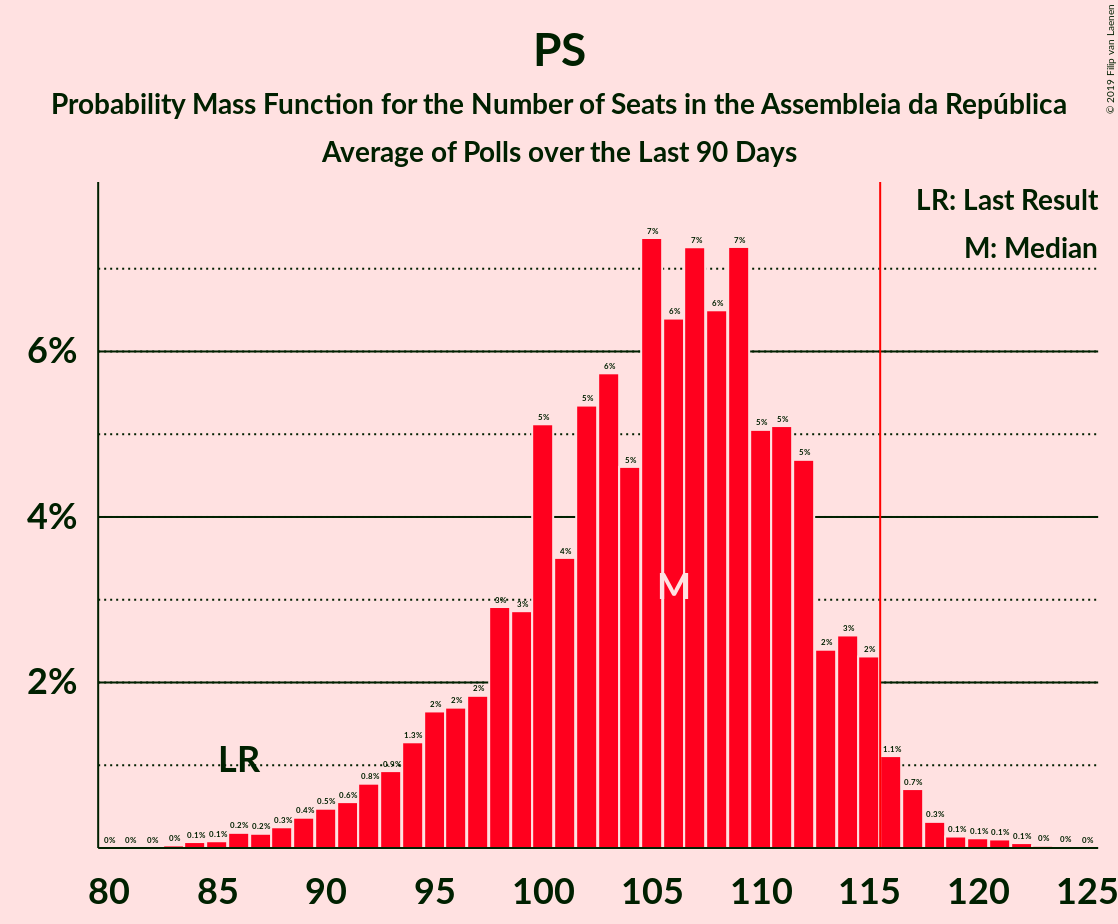 PS
Probability Mass Function for the Number of Seats in the Assembleia da República
Average of Polls over the Last 90 Days
© 2019 Filip van Laenen
LR: Last Result
M: Median
7%
7%
7%
6%
6%
6%
6%
5%
5%
5%
5%
5%
5%
4%
4%
M
3%
3%
3%
2%
2%
2%
2%
2%
2%
LR
1.3%
1.1%
0% 0% 0% 0% 0.1% 0.1% 0.2% 0.2% 0.3% 0.4% 0.5% 0.6% 0.8% 0.9%
0.7% 0.3% 0.1% 0.1% 0.1% 0.1% 0% 0% 0%
80 85 90 95 100 105 110 115 120 125